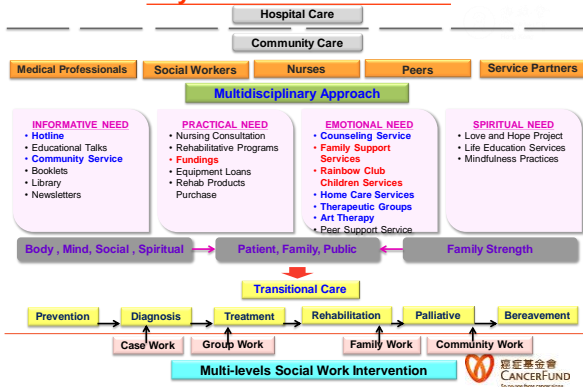 Hospital Care
Community Care
Medical Professionals
Social Workers
Nurses
Peers
Service Partners
Multidisciplinary Approach
INFORMATIVE NEED
• Hotline
• Educational Talks
• Community Service
• Booklets
• Library
• Newsletters
PRACTICAL NEED
• Nursing Consultation
• Rehabilitative Programs
• Fundings
• Equipment Loans
• Rehab Products
Purchase
EMOTIONAL NEED
• Counseling Service
• Family Support
Services
• Rainbow Club
Children Services
• Home Care Services
• Therapeutic Groups
• Art Therapy
• Peer Support Service
SPIRITUAL NEED
• Love and Hope Project
• Life Education Services
• Mindfulness Practices
Body , Mind, Social , Spiritual
Patient, Family, Public
Family Strength
Transitional Care
Prevention
Diagnosis
Treatment
Rehabilitation
Palliative
Bereavement
Case Work
Group Work
Family Work
Community Work
Multi-levels Social Work Intervention
癌症基金會
CANCERFUND